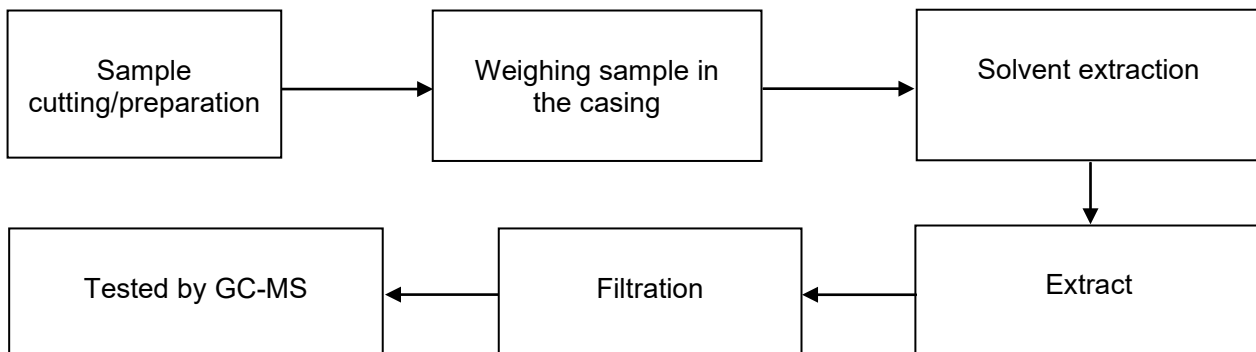 Sample
cutting/preparation
Weighing sample in
the casing
Solvent extraction
Extract
Filtration
Tested by GC-MS